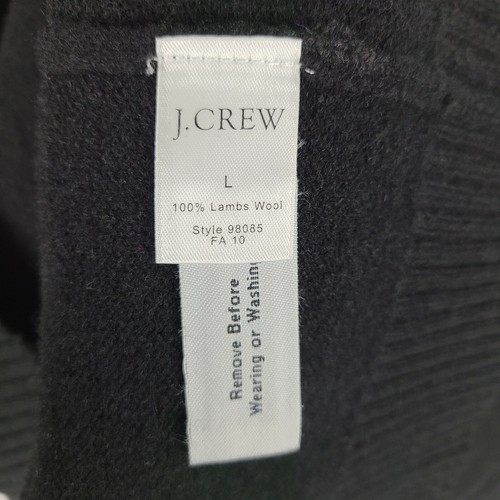 J.CREW
L
100% Lambs Wool
Style 98085
FA 10
Remove Before
Wearing or Washing